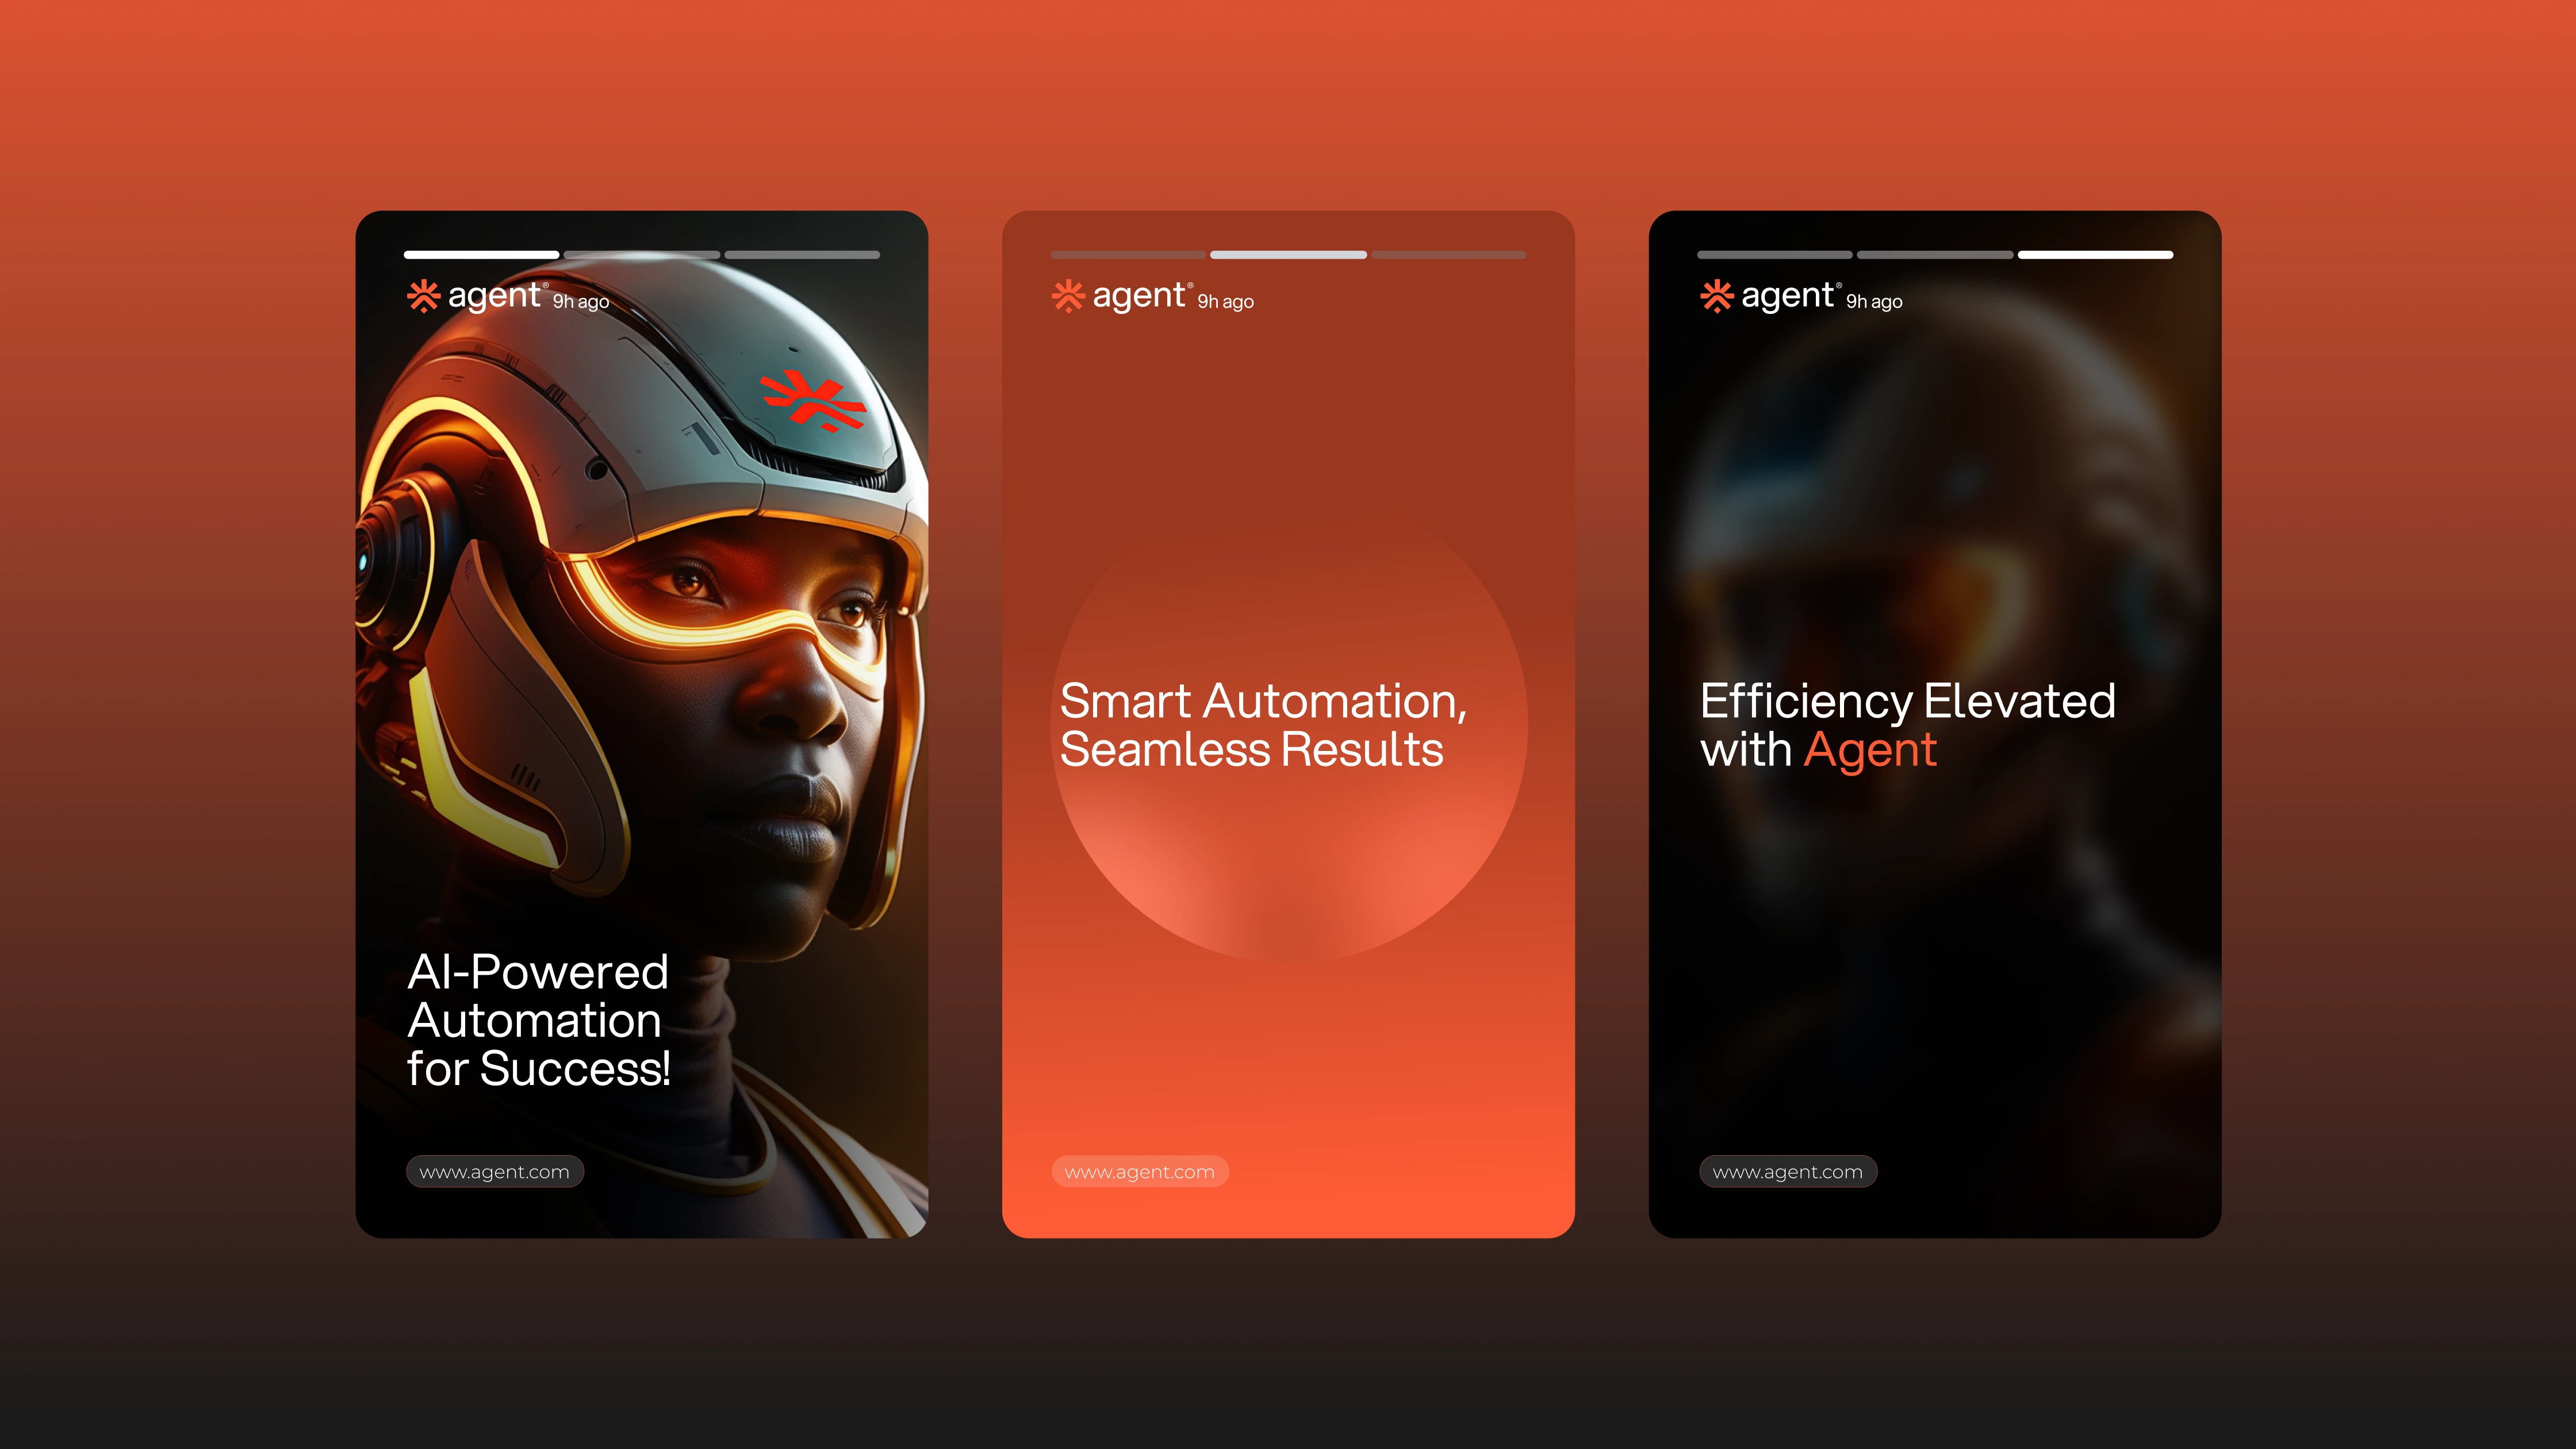 agent® 9h ago
AI-Powered
Automation
for Success!
www.agent.com
agent® 9h ago
Smart Automation,
Seamless Results
www.agent.com
agent® 9h ago
Efficiency Elevated
with Agent
www.agent.com